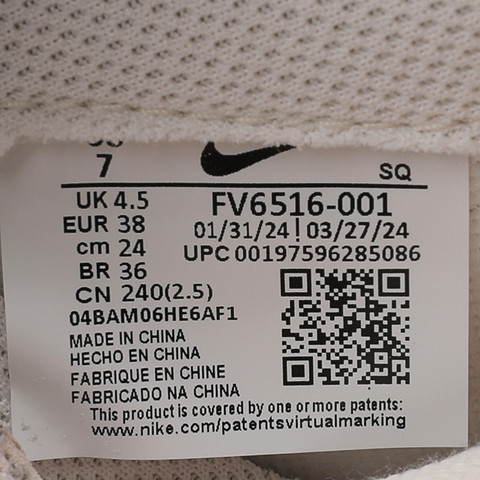 7
SQ
UK 4.5
FV6516-001
EUR 38
01/31/24 | 03/27/24
cm 24
UPC 00197596285086
BR 36
CN 240(2.5)
04BAM06HE6AF1
MADE IN CHINA
HECHO EN CHINA
FABRIQUE EN CHINE
FABRICADO NA CHINA
This product is covered by one or more patents:
www.nike.com/patentsvirtualmarking